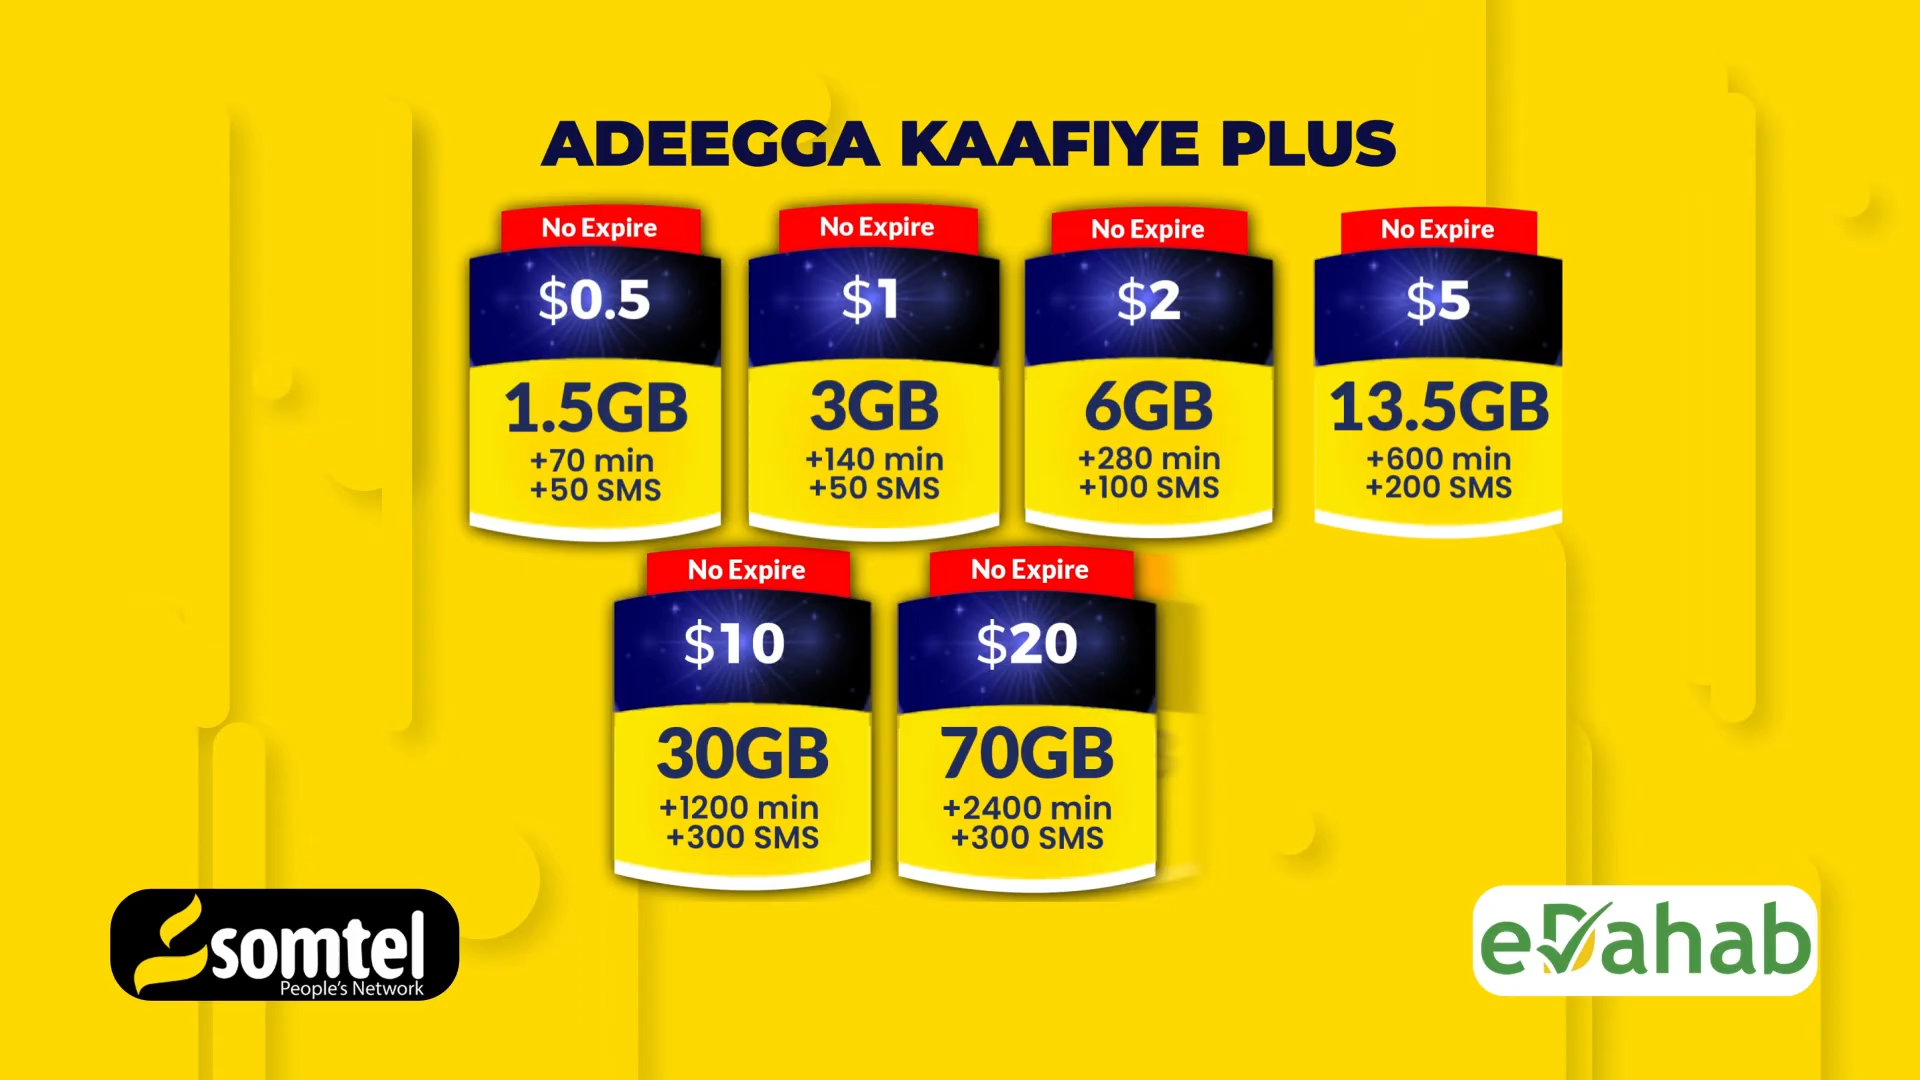 ADEEGGA KAAFIYE PLUS
No Expire
$0.5
1.5GB
+70 min
+50 SMS
No Expire
$1
3GB
+140 min
+50 SMS
No Expire
$2
6GB
+280 min
+100 SMS
No Expire
$5
13.5GB
+600 min
+200 SMS
No Expire
$10
30GB
+1200 min
+300 SMS
No Expire
$20
70GB
+2400 min
+300 SMS
somtel
People's Network
eDahab